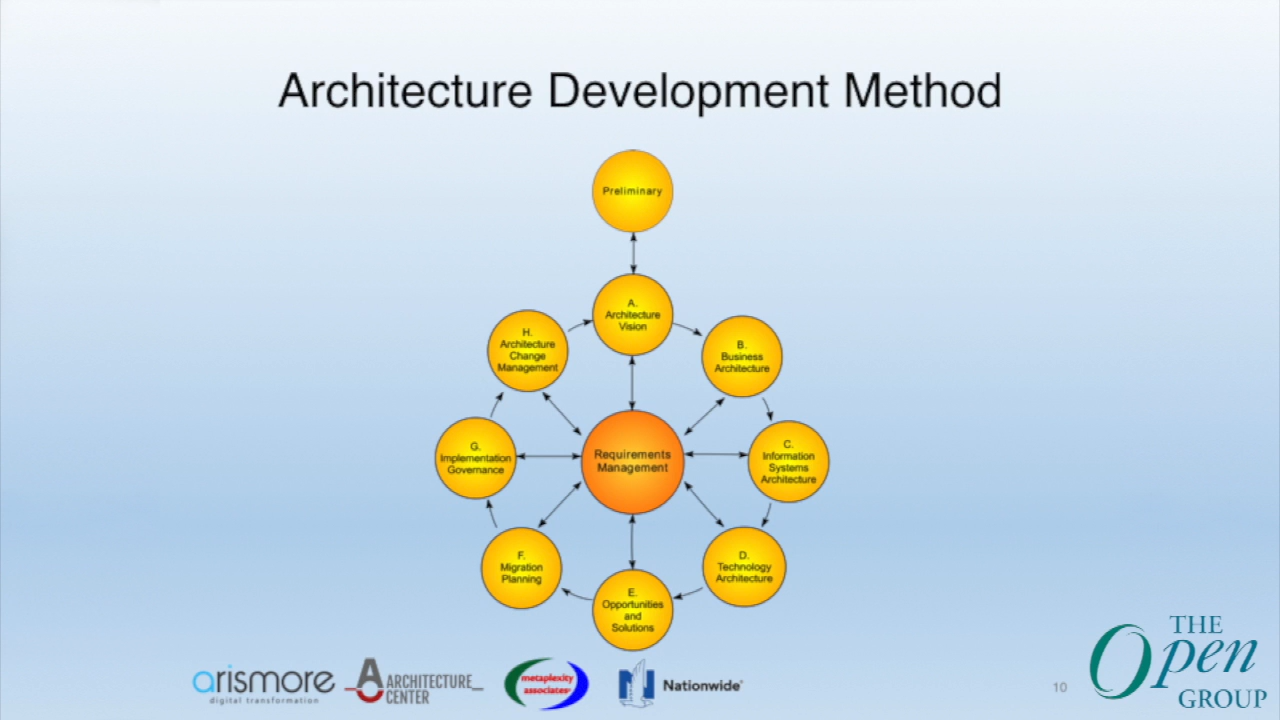 Architecture Development Method
Preliminary
A.
Architecture
Vision
H.
Architecture
Change
Management
B.
Business
Architecture
G.
Implementation
Governance
Requirements
Management
C.
Information
Systems
Architecture
F.
Migration
Planning
D.
Technology
Architecture
E.
Opportunities
and
Solutions
arismore
digital transformation
ARCHITECTURE_
CENTER
metaplexity
associates
Nationwide®
10
THE
Open
GROUP